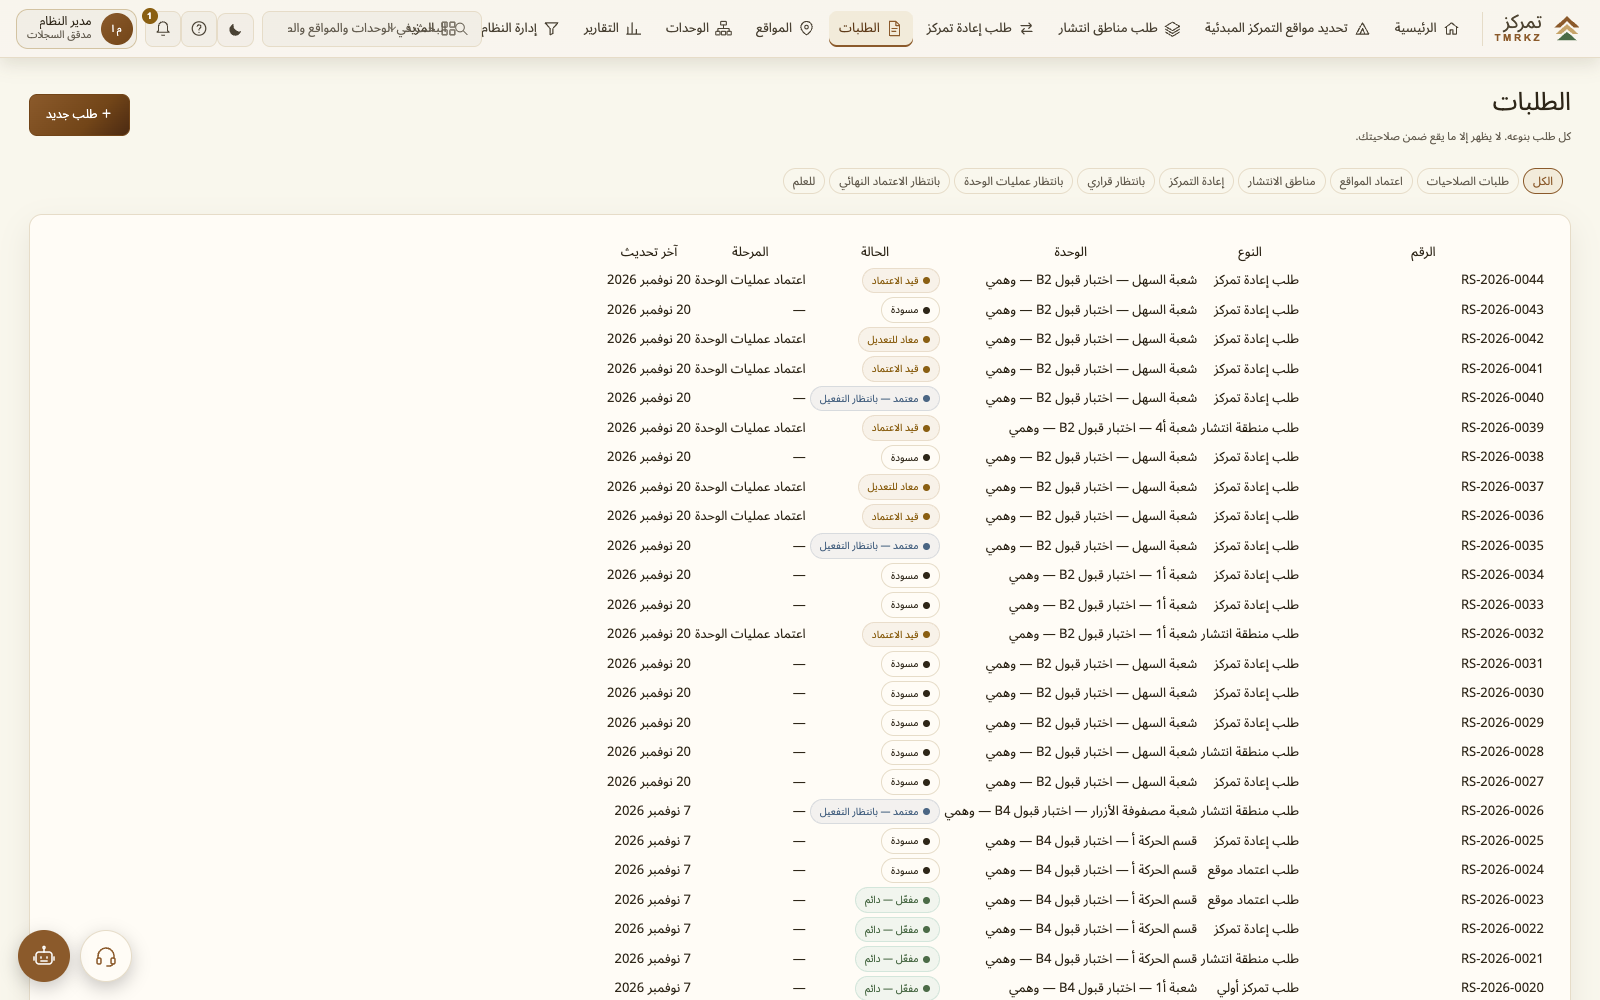 تمركز
TMRKZ
الرئيسية
تحديد مواقع التمركز المبدئية
طلب مناطق انتشار
طلب إعادة تمركز
الطلبات
المواقع
الوحدات
التقارير
إدارة النظام
الوحدات والمواقع
1
مدير النظام
مدقق السجلات
م ا
الطلبات
كل طلب بنوعه. لا يظهر إلا ما يقع ضمن صلاحيتك.
+ طلب جديد
الكل
طلبات الصلاحيات
اعتماد المواقع
مناطق الانتشار
إعادة التمركز
بانتظار قراري
بانتظار عمليات الوحدة
بانتظار الاعتماد النهائي
للعلم
الرقم النوع الوحدة الحالة المرحلة آخر تحديث
RS-2026-0044 طلب إعادة تمركز شعبة السهل — اختبار قبول B2 — وهمي قيد الاعتماد اعتماد عمليات الوحدة 20 نوفمبر 2026
RS-2026-0043 طلب إعادة تمركز شعبة السهل — اختبار قبول B2 — وهمي مسودة — 20 نوفمبر 2026
RS-2026-0042 طلب إعادة تمركز شعبة السهل — اختبار قبول B2 — وهمي معاد للتعديل اعتماد عمليات الوحدة 20 نوفمبر 2026
RS-2026-0041 طلب إعادة تمركز شعبة السهل — اختبار قبول B2 — وهمي قيد الاعتماد اعتماد عمليات الوحدة 20 نوفمبر 2026
RS-2026-0040 طلب إعادة تمركز شعبة السهل — اختبار قبول B2 — وهمي معتمد — بانتظار التفعيل — 20 نوفمبر 2026
RS-2026-0039 طلب منطقة انتشار شعبة أ4 — اختبار قبول B2 — وهمي قيد الاعتماد اعتماد عمليات الوحدة 20 نوفمبر 2026
RS-2026-0038 طلب إعادة تمركز شعبة السهل — اختبار قبول B2 — وهمي مسودة — 20 نوفمبر 2026
RS-2026-0037 طلب إعادة تمركز شعبة السهل — اختبار قبول B2 — وهمي معاد للتعديل اعتماد عمليات الوحدة 20 نوفمبر 2026
RS-2026-0036 طلب إعادة تمركز شعبة السهل — اختبار قبول B2 — وهمي قيد الاعتماد اعتماد عمليات الوحدة 20 نوفمبر 2026
RS-2026-0035 طلب إعادة تمركز شعبة السهل — اختبار قبول B2 — وهمي معتمد — بانتظار التفعيل — 20 نوفمبر 2026
RS-2026-0034 طلب إعادة تمركز شعبة أ1 — اختبار قبول B2 — وهمي مسودة — 20 نوفمبر 2026
RS-2026-0033 طلب إعادة تمركز شعبة أ1 — اختبار قبول B2 — وهمي مسودة — 20 نوفمبر 2026
RS-2026-0032 طلب منطقة انتشار شعبة أ1 — اختبار قبول B2 — وهمي قيد الاعتماد اعتماد عمليات الوحدة 20 نوفمبر 2026
RS-2026-0031 طلب إعادة تمركز شعبة السهل — اختبار قبول B2 — وهمي مسودة — 20 نوفمبر 2026
RS-2026-0030 طلب إعادة تمركز شعبة السهل — اختبار قبول B2 — وهمي مسودة — 20 نوفمبر 2026
RS-2026-0029 طلب إعادة تمركز شعبة السهل — اختبار قبول B2 — وهمي مسودة — 20 نوفمبر 2026
RS-2026-0028 طلب منطقة انتشار شعبة السهل — اختبار قبول B2 — وهمي مسودة — 20 نوفمبر 2026
RS-2026-0027 طلب إعادة تمركز شعبة السهل — اختبار قبول B2 — وهمي مسودة — 20 نوفمبر 2026
RS-2026-0026 طلب منطقة انتشار شعبة مصفوفة الأزرار — اختبار قبول B4 — وهمي معتمد — بانتظار التفعيل — 7 نوفمبر 2026
RS-2026-0025 طلب إعادة تمركز قسم الحركة أ — اختبار قبول B4 — وهمي مسودة — 7 نوفمبر 2026
RS-2026-0024 طلب اعتماد موقع قسم الحركة أ — اختبار قبول B4 — وهمي مسودة — 7 نوفمبر 2026
RS-2026-0023 طلب اعتماد موقع قسم الحركة أ — اختبار قبول B4 — وهمي مفعّل — دائم — 7 نوفمبر 2026
RS-2026-0022 طلب إعادة تمركز قسم الحركة أ — اختبار قبول B4 — وهمي مفعّل — دائم — 7 نوفمبر 2026
RS-2026-0021 طلب منطقة انتشار قسم الحركة أ — اختبار قبول B4 — وهمي مفعّل — دائم — 7 نوفمبر 2026
RS-2026-0020 طلب تمركز أولي شعبة أ1 — اختبار قبول B4 — وهمي مفعّل — دائم — 7 نوفمبر 2026